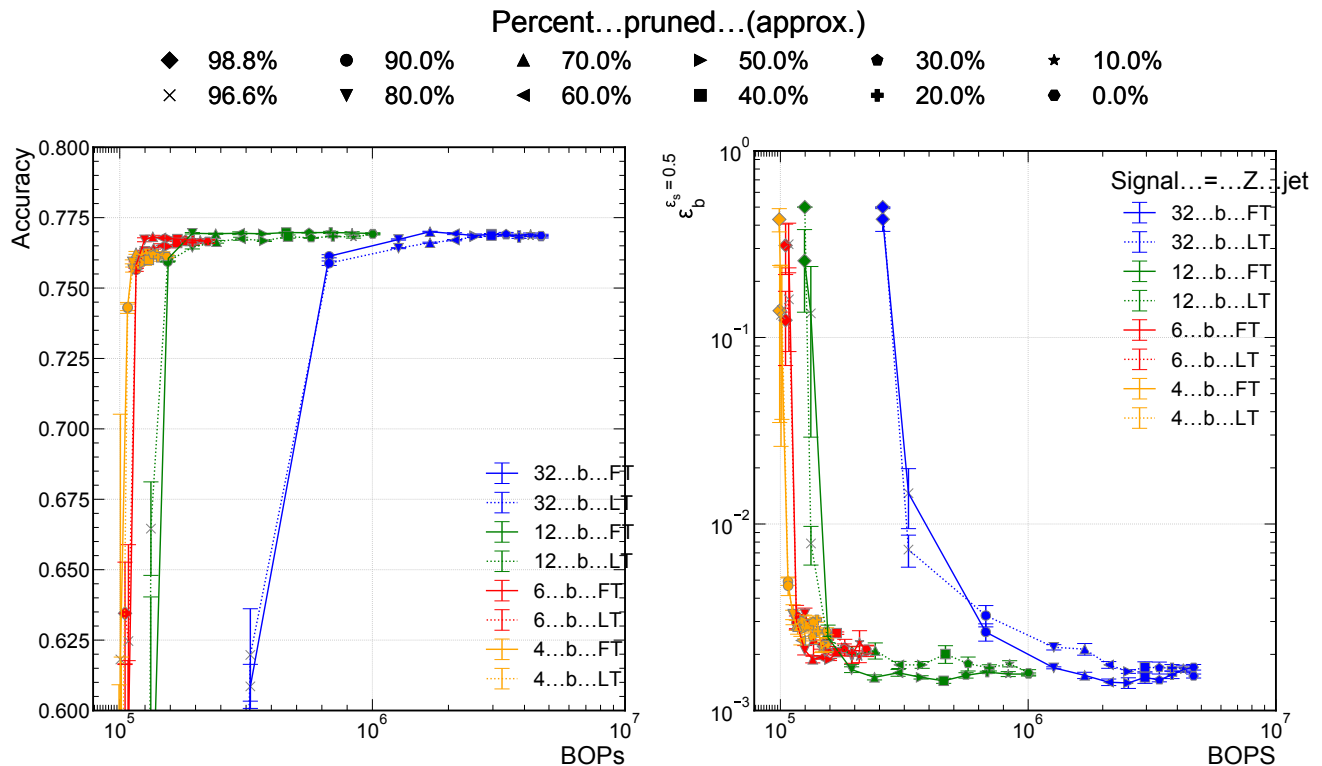 Percent…pruned…(approx.)
98.8% 90.0% 70.0% 50.0% 30.0% 10.0%
96.6% 80.0% 60.0% 40.0% 20.0% 0.0%
Accuracy
0.800
0.775
0.750
0.725
0.700
0.675
0.650
0.625
0.600
10^5 10^6 10^7
BOPs
32…b…FT
32…b…LT
12…b…FT
12…b…LT
6…b…FT
6…b…LT
4…b…FT
4…b…LT
ε_b^{ε_s = 0.5}
10^0
10^−1
10^−2
10^−3
10^5 10^6 10^7
BOPS
Signal…=…Z…jet
32…b…FT
32…b…LT
12…b…FT
12…b…LT
6…b…FT
6…b…LT
4…b…FT
4…b…LT